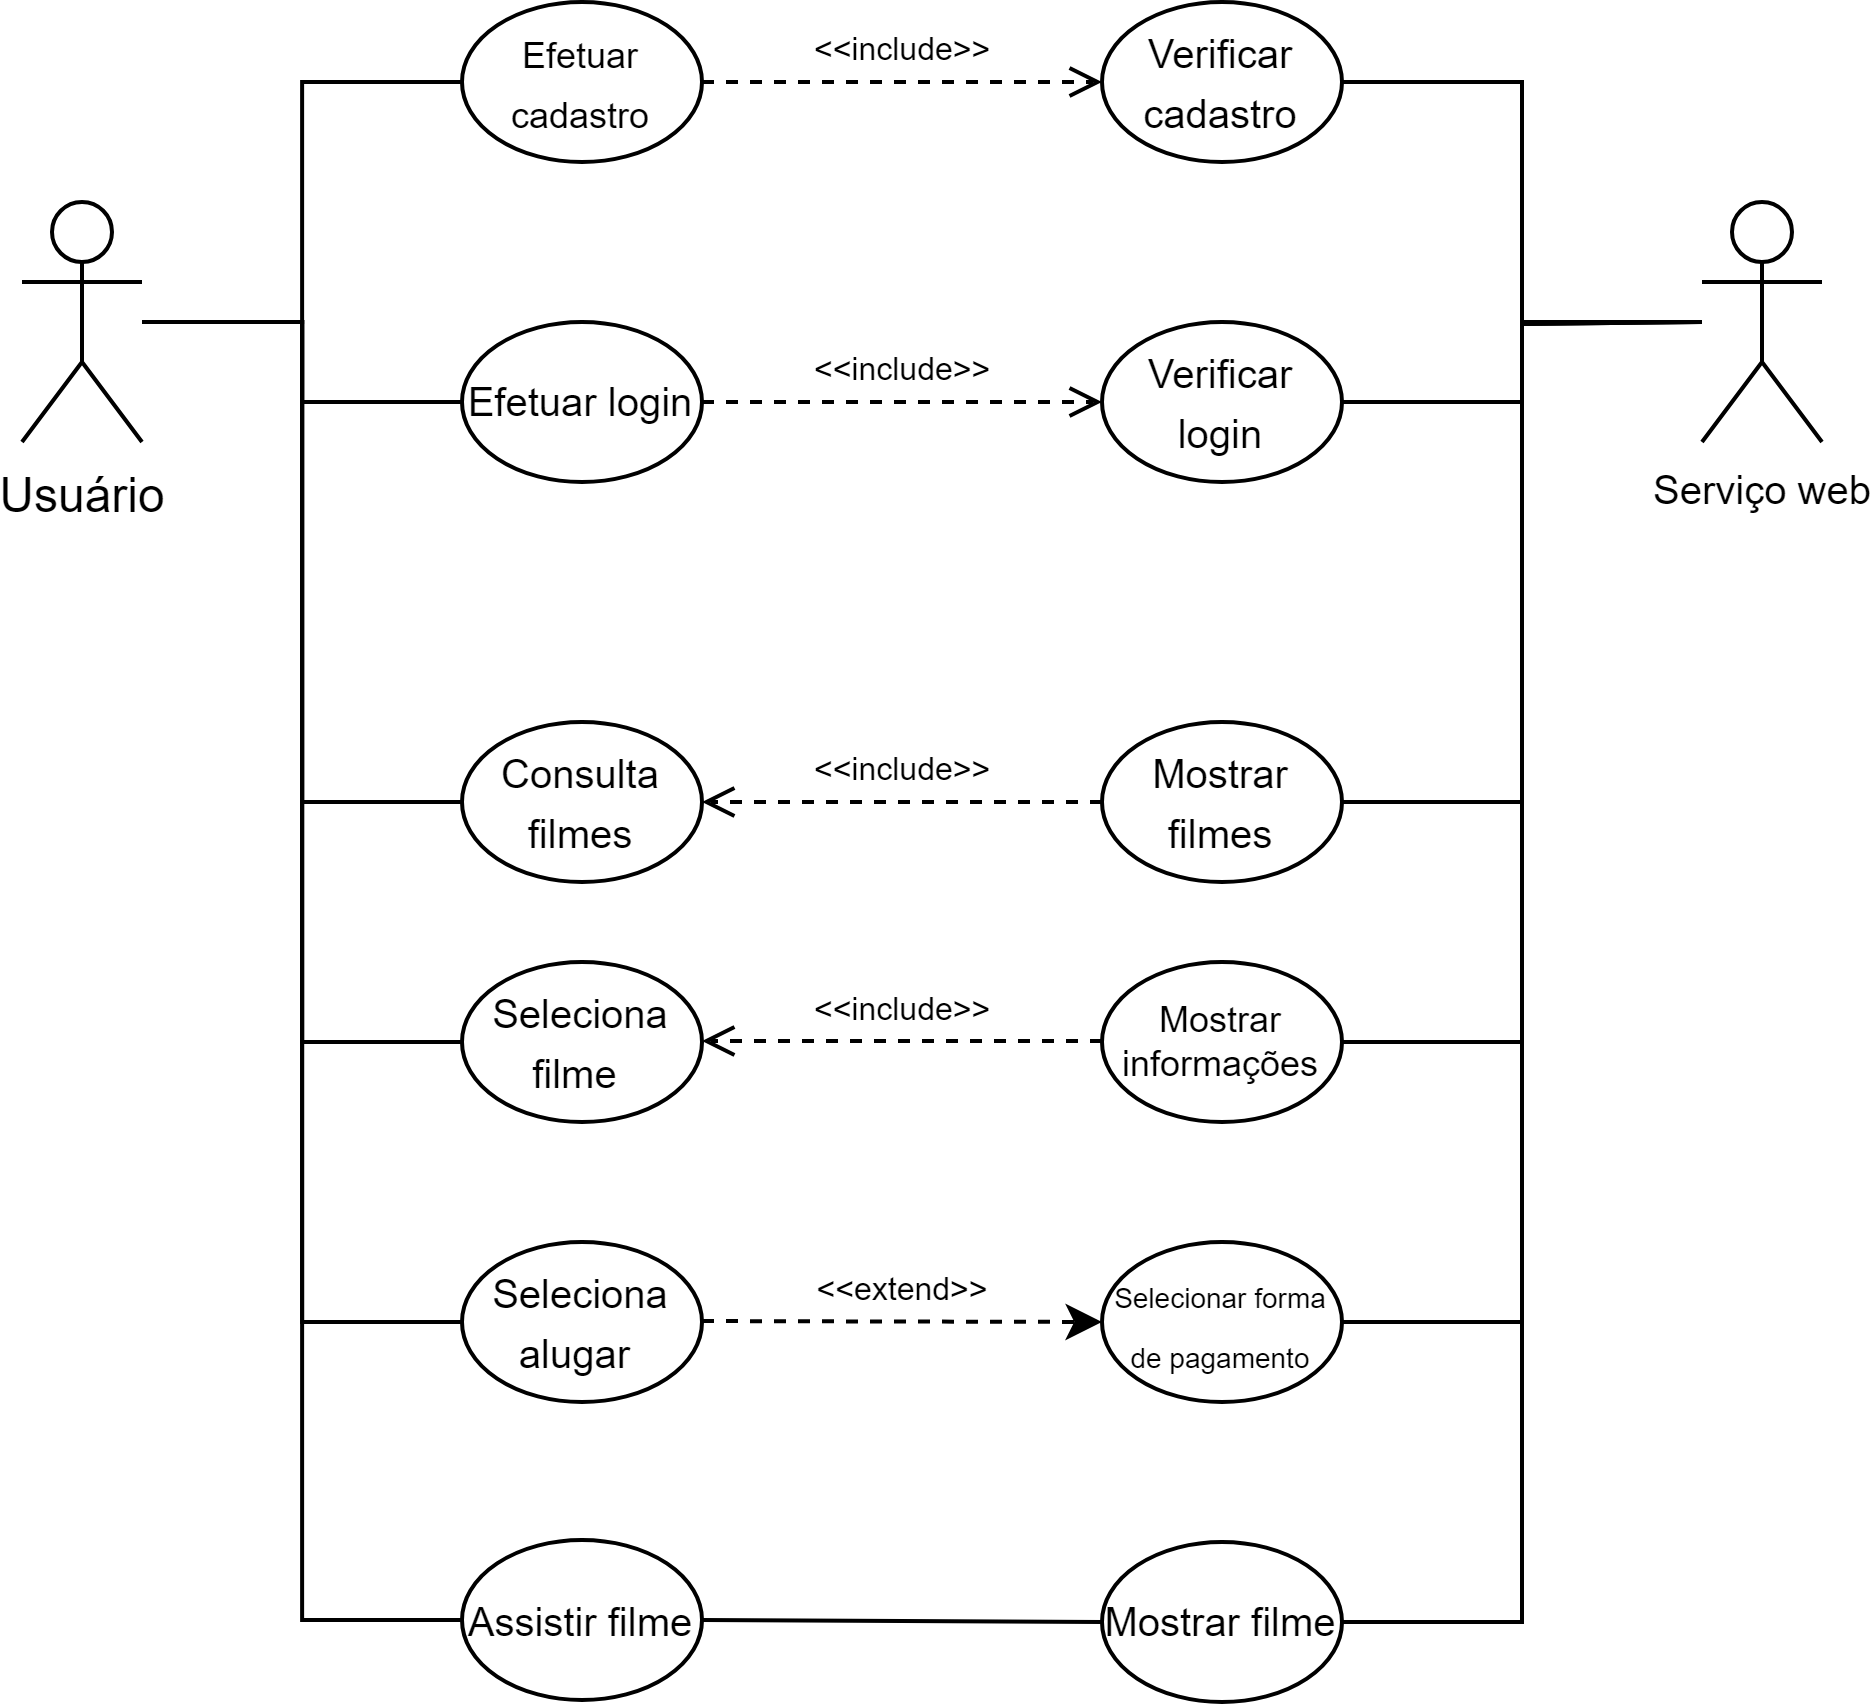 Efetuar
cadastro
<<include>>
Verificar
cadastro
Usuário
Efetuar login
<<include>>
Verificar
login
Serviço web
Consulta
filmes
<<include>>
Mostrar
filmes
Seleciona
filme
<<include>>
Mostrar
informações
Seleciona
alugar
<<extend>>
Selecionar forma
de pagamento
Assistir filme
Mostrar filme